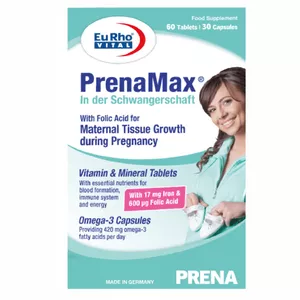 Food Supplement
60 Tablets | 30 Capsules
EuRho®
VITAL
PrenaMax®
In der Schwangerschaft
With Folic Acid for
Maternal Tissue Growth
during Pregnancy
Vitamin & Mineral Tablets
With essential nutrients for
blood formation,
immune system
and energy
With 17 mg Iron &
600 µg Folic Acid
Omega-3 Capsules
Providing 420 mg omega-3
fatty acids per day
MADE IN GERMANY
PRENA